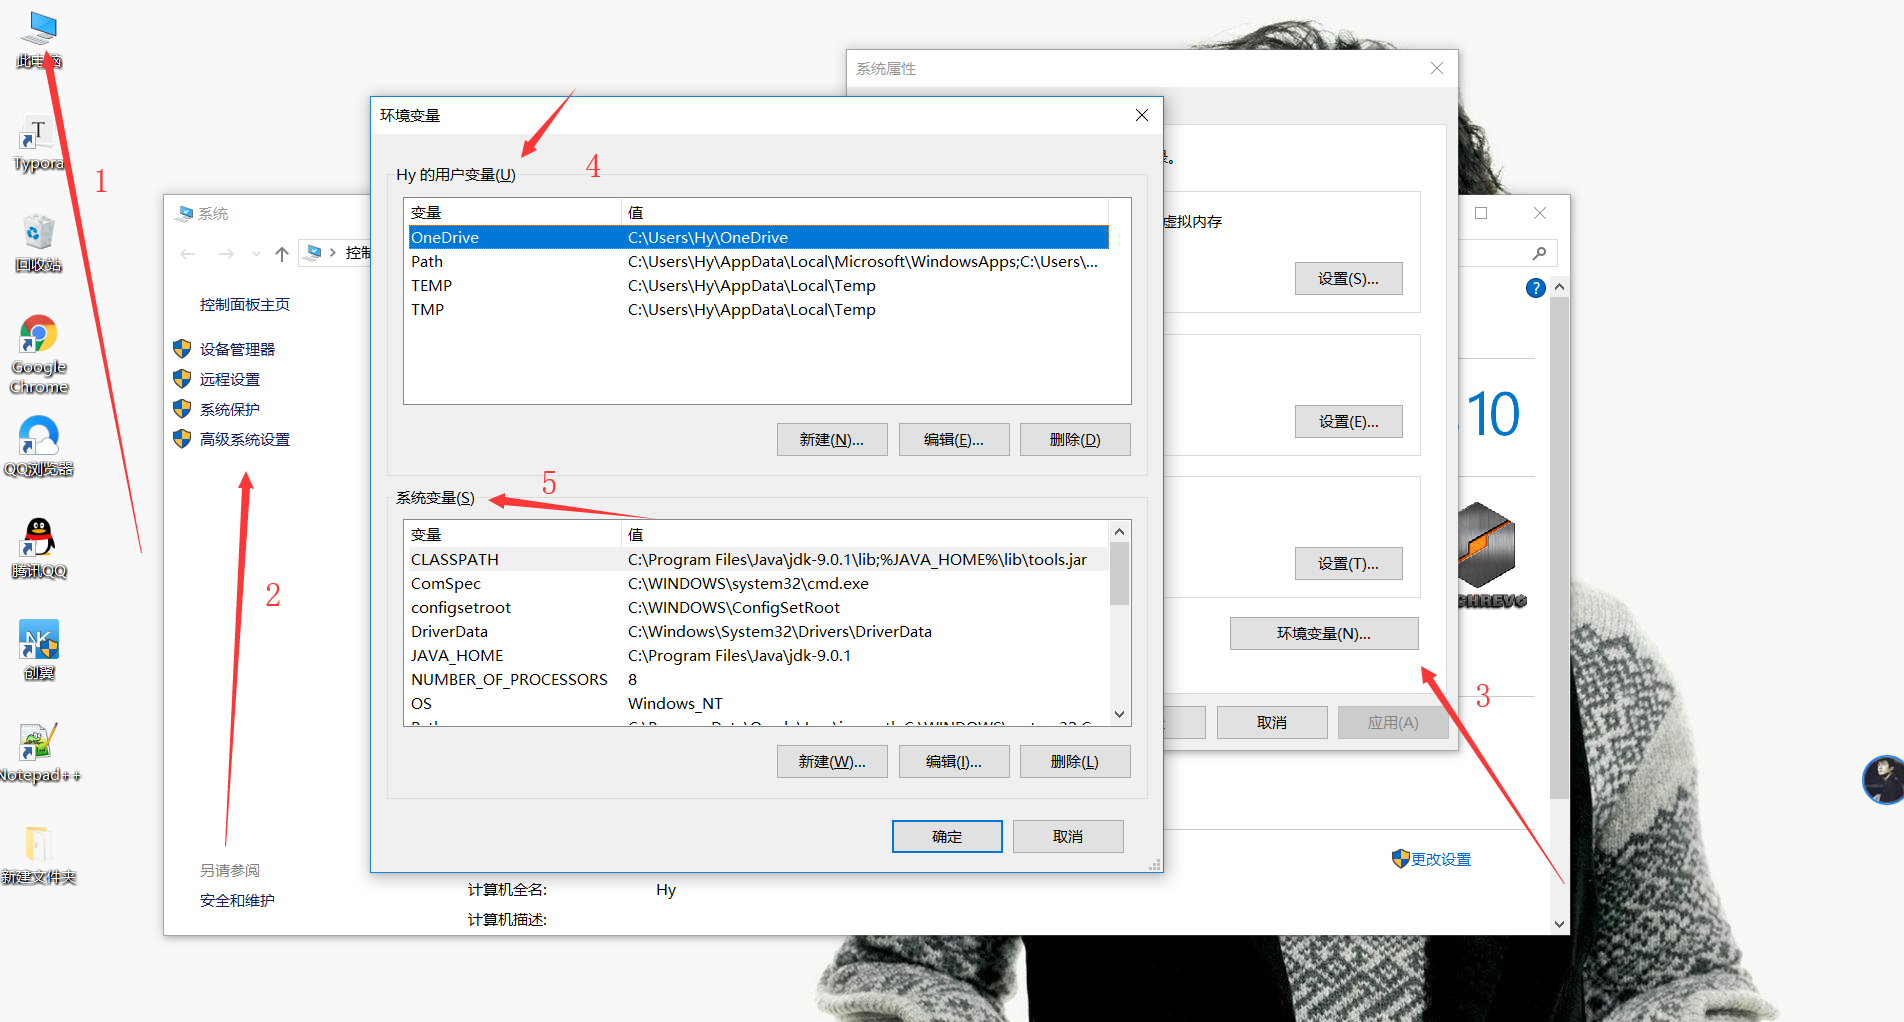 此电脑
Typora
回收站
Google
Chrome
QQ浏览器
腾讯QQ
创翼
Notepad++
新建文件夹
1
2
3
4
5
系统
控制
控制面板主页
设备管理器
远程设置
系统保护
高级系统设置
另请参阅
安全和维护
计算机全名: Hy
计算机描述:
更改设置
10
系统属性
虚拟内存
设置(S)...
设置(E)...
设置(T)...
环境变量(N)...
取消
应用(A)
环境变量
Hy 的用户变量(U)
变量 值
OneDrive C:\Users\Hy\OneDrive
Path C:\Users\Hy\AppData\Local\Microsoft\WindowsApps;C:\Users\...
TEMP C:\Users\Hy\AppData\Local\Temp
TMP C:\Users\Hy\AppData\Local\Temp
新建(N)... 编辑(E)... 删除(D)
系统变量(S)
变量 值
CLASSPATH C:\Program Files\Java\jdk-9.0.1\lib;%JAVA_HOME%\lib\tools.jar
ComSpec C:\WINDOWS\system32\cmd.exe
configsetroot C:\WINDOWS\ConfigSetRoot
DriverData C:\Windows\System32\Drivers\DriverData
JAVA_HOME C:\Program Files\Java\jdk-9.0.1
NUMBER_OF_PROCESSORS 8
OS Windows_NT
新建(W)... 编辑(I)... 删除(L)
确定 取消